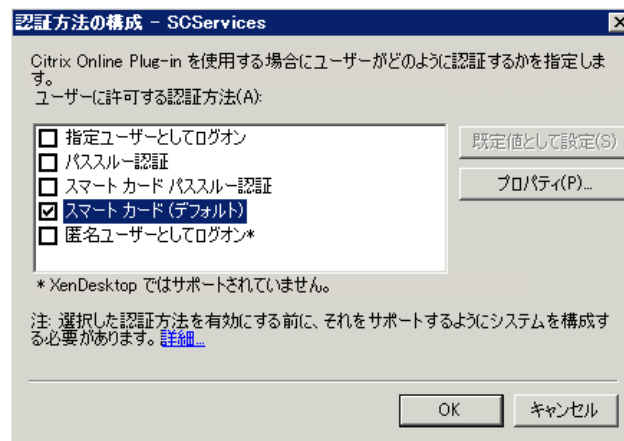 認証方法の構成 - SCServices
Citrix Online Plug-in を使用する場合にユーザーがどのように認証するかを指定しま
す。
ユーザーに許可する認証方法(A):
指定ユーザーとしてログオン
パススルー認証
スマート カード パススルー認証
スマート カード (デフォルト)
匿名ユーザーとしてログオン*
既定値として設定(S)
プロパティ(P)...
* XenDesktop ではサポートされていません。
注: 選択した認証方法を有効にする前に、それをサポートするようにシステムを構成す
る必要があります。詳細...
OK
キャンセル